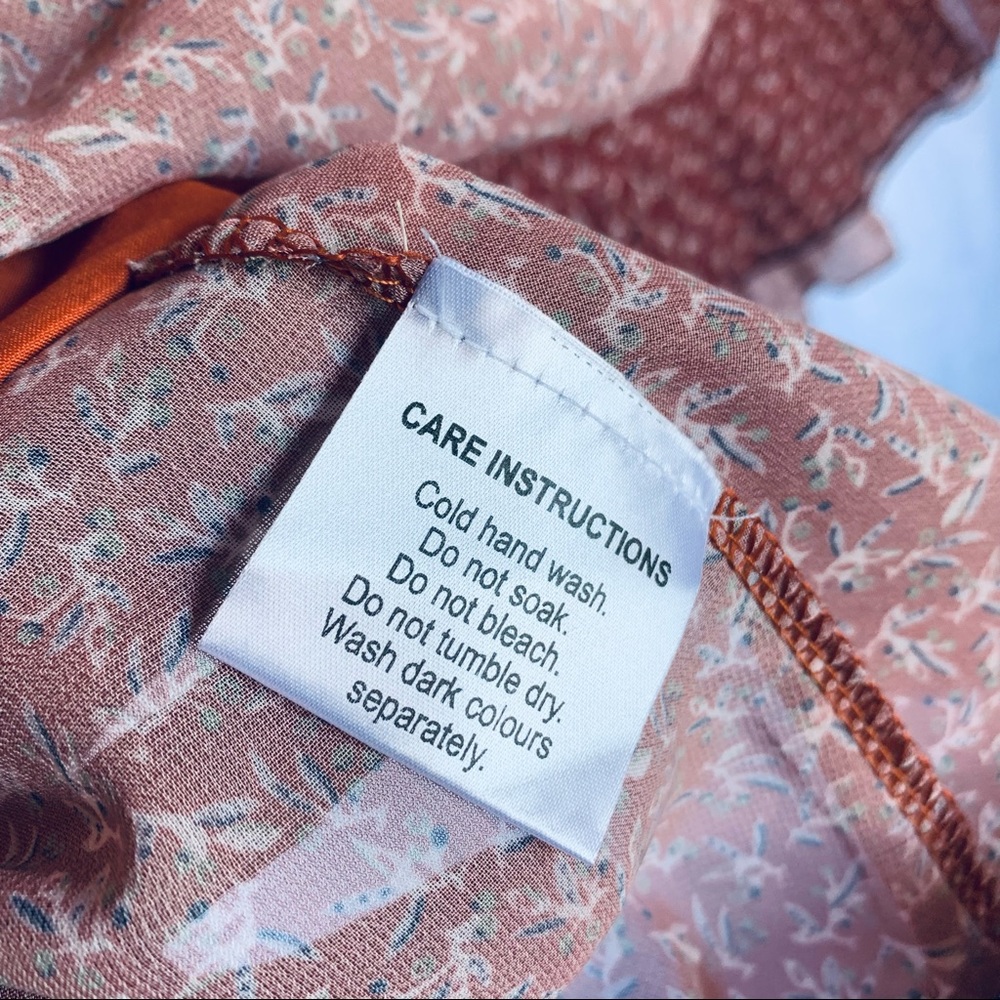 CARE INSTRUCTIONS
Cold hand wash.
Do not soak.
Do not bleach.
Do not tumble dry.
Wash dark colours
separately.